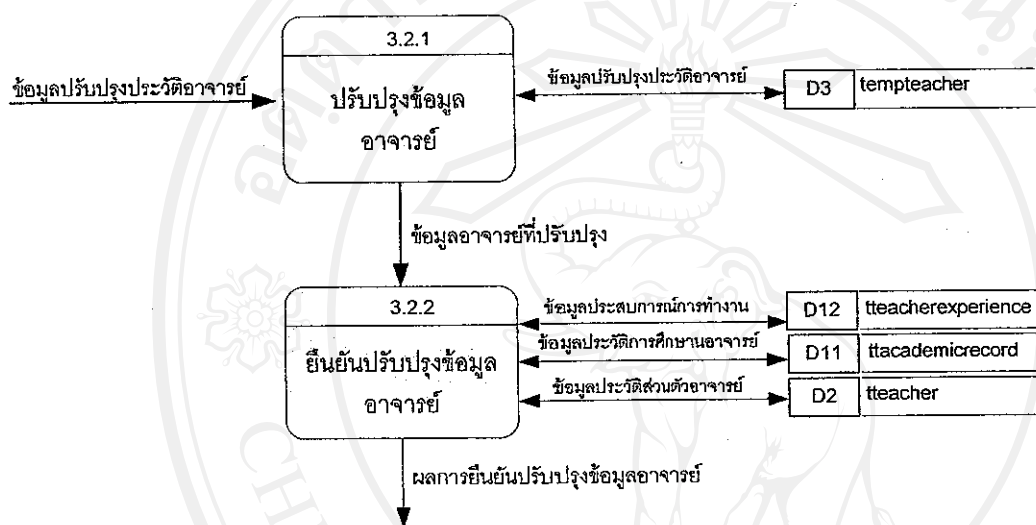 3.2.1
ข้อมูลปรับปรุงประวัติอาจารย์
ปรับปรุงข้อมูล
อาจารย์
ข้อมูลปรับปรุงประวัติอาจารย์
D3 tempteacher
ข้อมูลอาจารย์ที่ปรับปรุง
3.2.2
ยืนยันปรับปรุงข้อมูล
อาจารย์
ข้อมูลประสบการณ์การทำงาน
D12 tteacherexperience
ข้อมูลประวัติการศึกษานอาจารย์
D11 ttacademicrecord
ข้อมูลประวัติส่วนตัวอาจารย์
D2 tteacher
ผลการยืนยันปรับปรุงข้อมูลอาจารย์